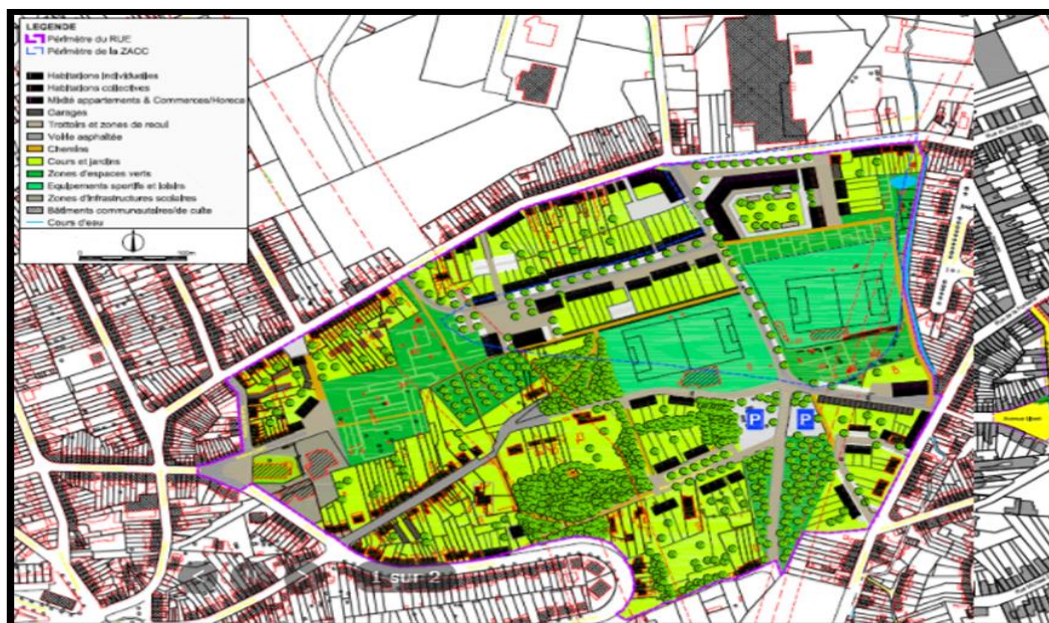 LEGENDE
Périmètre du RUE
Périmètre de la ZACC
Habitations individuelles
Habitations collectives
Mixité appartements & Commerces/Horeca
Garages
Trottoirs et zones de recul
Voirie asphaltée
Chemins
Cours et jardins
Zones d'espaces verts
Equipements sportifs et loisirs
Zones d'infrastructures scolaires
Bâtiments communautaires/de culte
Cours d'eau
P
P
1 sur 2